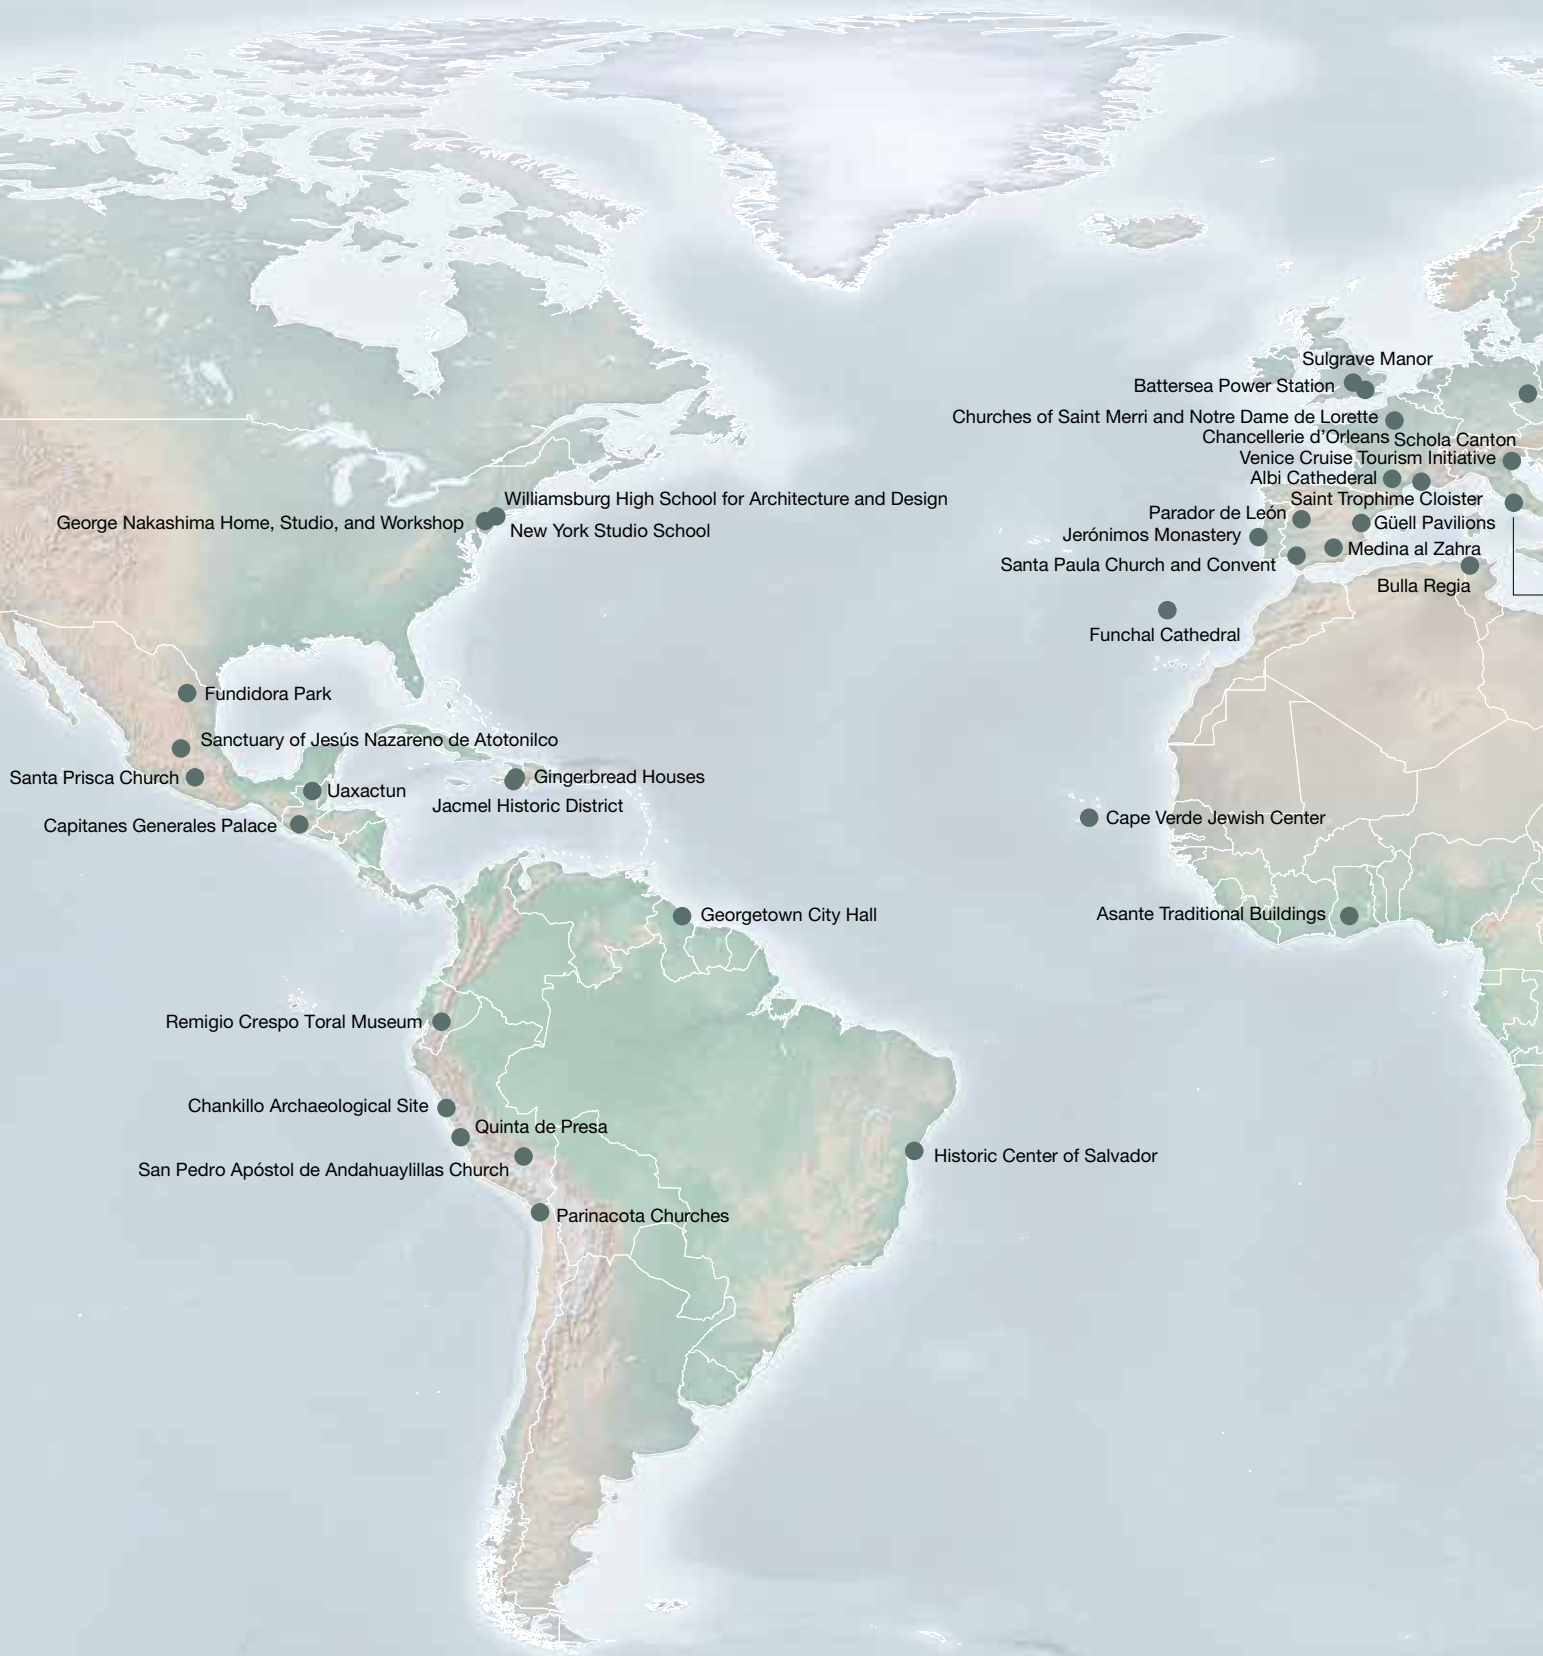 Sulgrave Manor
Battersea Power Station
Churches of Saint Merri and Notre Dame de Lorette
Chancellerie d’Orleans
Schola Canton
Venice Cruise Tourism Initiative
Albi Cathederal
Saint Trophime Cloister
Williamsburg High School for Architecture and Design
George Nakashima Home, Studio, and Workshop
New York Studio School
Parador de León
Güell Pavilions
Jerónimos Monastery
Medina al Zahra
Santa Paula Church and Convent
Bulla Regia
Funchal Cathedral
Fundidora Park
Sanctuary of Jesús Nazareno de Atotonilco
Santa Prisca Church
Gingerbread Houses
Uaxactun
Jacmel Historic District
Capitanes Generales Palace
Cape Verde Jewish Center
Georgetown City Hall
Asante Traditional Buildings
Remigio Crespo Toral Museum
Chankillo Archaeological Site
Quinta de Presa
San Pedro Apóstol de Andahuaylillas Church
Historic Center of Salvador
Parinacota Churches